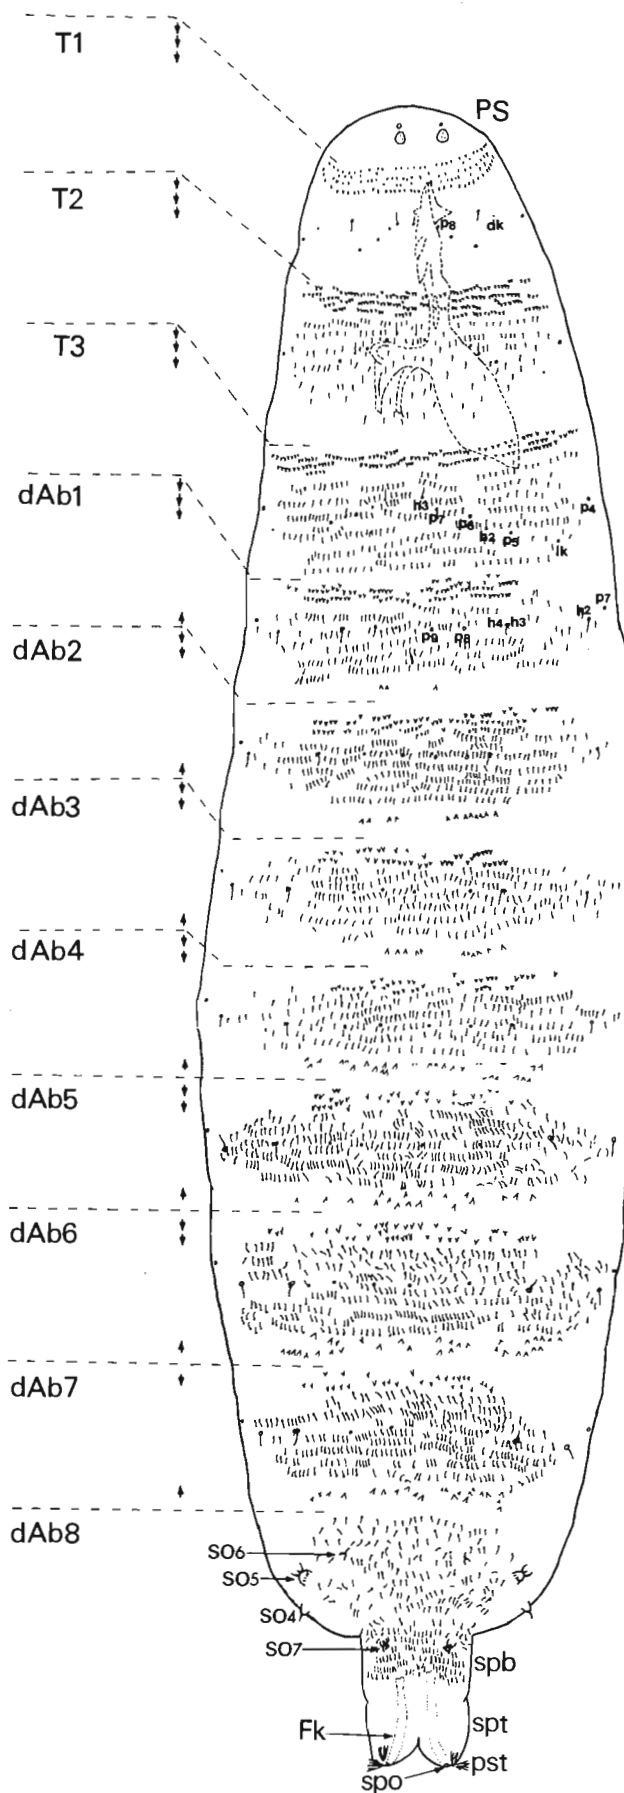 T1
PS
T2
p8 dk
T3
dAb1
h3
p7 p6 p4
h2 p5
lk
p7
h2
dAb2
h4 h3
p9 p8
dAb3
dAb4
dAb5
dAb6
dAb7
dAb8
SO6
SO5
SO4
SO7
spb
Fk
spt
pst
spo